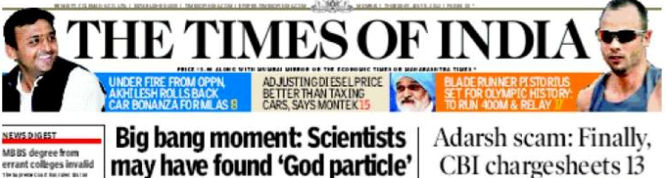 THE TIMES OF INDIA
UNDER FIRE FROM OPPN,
AKHILESH ROLLS BACK
CAR BONANZA FOR MLAS 8
ADJUSTING DIESEL PRICE
BETTER THAN TAXING
CARS, SAYS MONTEK 15
BLADE RUNNER PISTORIUS
SET FOR OLYMPIC HISTORY:
TO RUN 400M & RELAY 17
NEWS DIGEST
MBBS degree from
errant colleges invalid
Big bang moment: Scientists
may have found ‘God particle’
Adarsh scam: Finally,
CBI chargesheets 13